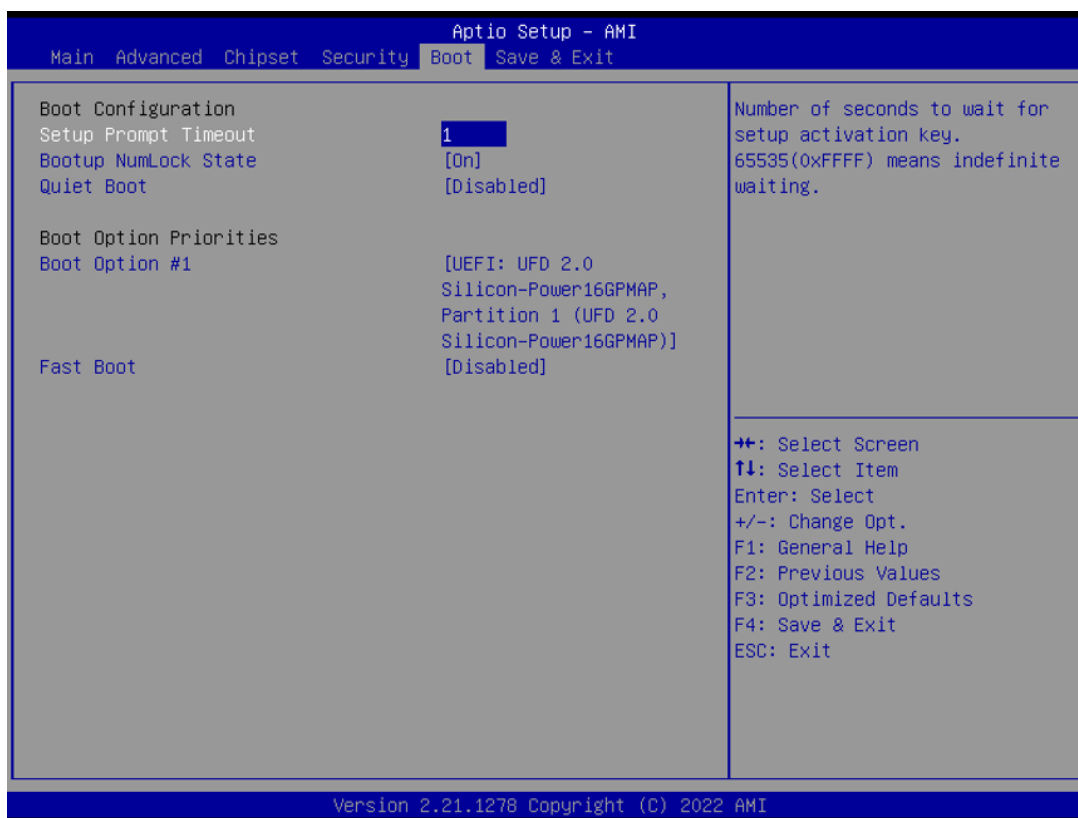 Aptio Setup - AMI
Main Advanced Chipset Security Boot Save & Exit
Boot Configuration
Setup Prompt Timeout 1
Bootup NumLock State [On]
Quiet Boot [Disabled]
Boot Option Priorities
Boot Option #1 [UEFI: UFD 2.0
Silicon-Power16GPMAP,
Partition 1 (UFD 2.0
Silicon-Power16GPMAP)]
Fast Boot [Disabled]
Number of seconds to wait for
setup activation key.
65535(0xFFFF) means indefinite
waiting.
→←: Select Screen
↑↓: Select Item
Enter: Select
+/-: Change Opt.
F1: General Help
F2: Previous Values
F3: Optimized Defaults
F4: Save & Exit
ESC: Exit
Version 2.21.1278 Copyright (C) 2022 AMI